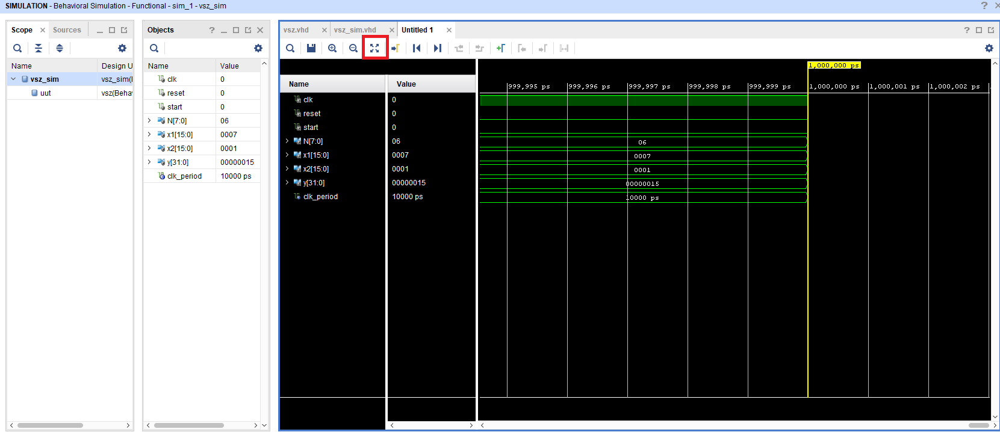 SIMULATION - Behavioral Simulation - Functional - sim_1 - vsz_sim
Scope
Sources
Name
Design U
vsz_sim
vsz_sim(
uut
vsz(Beha
Objects
Name
Value
clk
0
reset
0
start
0
N[7:0]
06
x1[15:0]
0007
x2[15:0]
0001
y[31:0]
00000015
clk_period
10000 ps
vsz.vhd
vsz_sim.vhd
Untitled 1
Name
Value
clk
0
reset
0
start
0
N[7:0]
06
x1[15:0]
0007
x2[15:0]
0001
y[31:0]
00000015
clk_period
10000 ps
1,000,000 ps
999,995 ps
999,996 ps
999,997 ps
999,998 ps
999,999 ps
1,000,000 ps
1,000,001 ps
1,000,002 ps
06
0007
0001
00000015
10000 ps